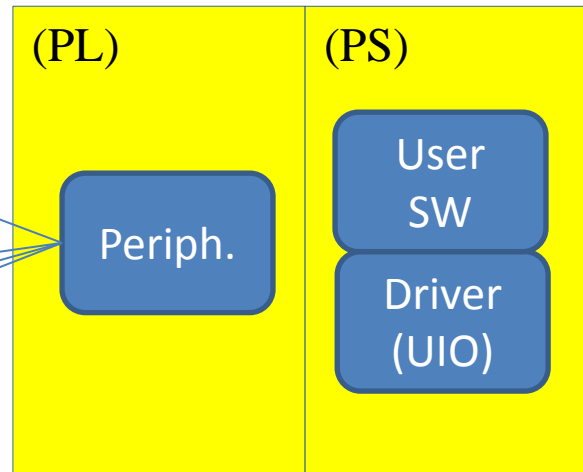 (PL)
(PS)
Periph.
User
SW
Driver
(UIO)